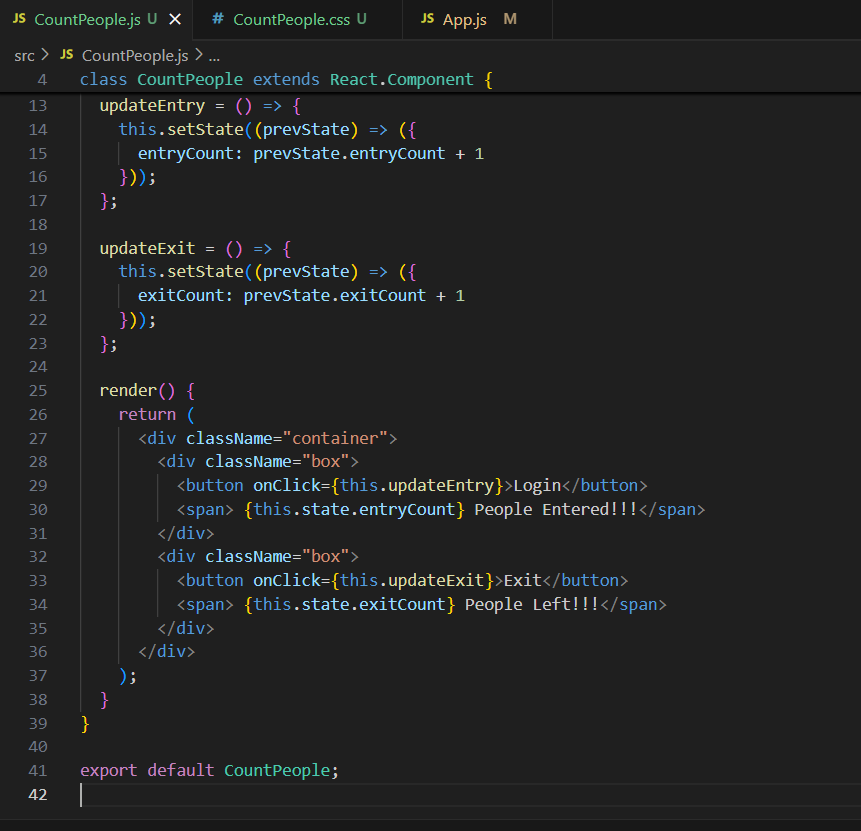 JS CountPeople.js U × # CountPeople.css U JS App.js M
src > JS CountPeople.js > ...
4 class CountPeople extends React.Component {
13   updateEntry = () => {
14     this.setState((prevState) => ({
15       entryCount: prevState.entryCount + 1
16     }));
17   };
18
19   updateExit = () => {
20     this.setState((prevState) => ({
21       exitCount: prevState.exitCount + 1
22     }));
23   };
24
25   render() {
26     return (
27       <div className="container">
28         <div className="box">
29           <button onClick={this.updateEntry}>Login</button>
30           <span> {this.state.entryCount} People Entered!!!</span>
31         </div>
32         <div className="box">
33           <button onClick={this.updateExit}>Exit</button>
34           <span> {this.state.exitCount} People Left!!!</span>
35         </div>
36       </div>
37     );
38   }
39 }
40
41 export default CountPeople;
42